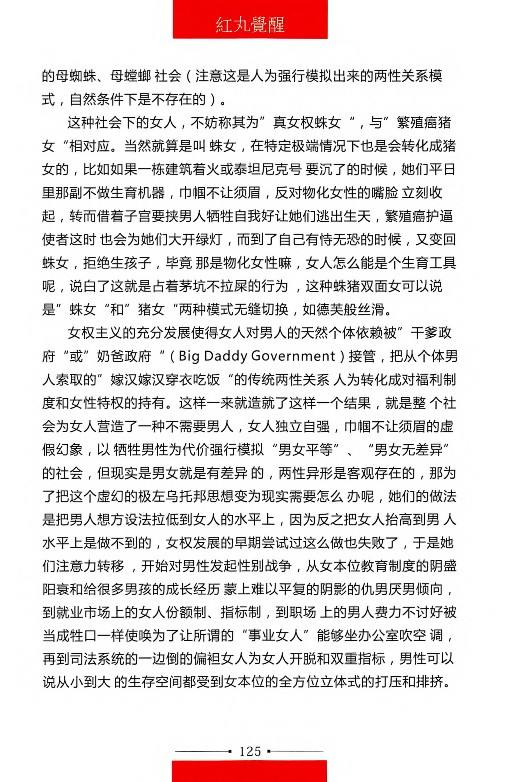 紅丸覺醒
的母蜘蛛、母螳螂 社会（注意这是人为强行模拟出来的两性关系模
式，自然条件下是不存在的）。
这种社会下的女人，不妨称其为”真女权蛛女“，与”繁殖癌猪
女“相对应。当然就算是叫 蛛女，在特定极端情况下也是会转化成猪
女的，比如如果一栋建筑着火或泰坦尼克号 要沉了的时候，她们平日
里那副不做生育机器，巾帼不让须眉，反对物化女性的嘴脸 立刻收
起，转而借着子宫要挟男人牺牲自我好让她们逃出生天，繁殖癌护逼
使者这时 也会为她们大开绿灯，而到了自己有恃无恐的时候，又变回
蛛女，拒绝生孩子，毕竟 那是物化女性嘛，女人怎么能是个生育工具
呢，说白了这就是占着茅坑不拉屎的行为 ，这种蛛猪双面女可以说
是”蛛女“和”猪女“两种模式无缝切换，如德芙般丝滑。
女权主义的充分发展使得女人对男人的天然个体依赖被”干爹政
府“或”奶爸政府“（Big Daddy Government）接管，把从个体男
人索取的”嫁汉嫁汉穿衣吃饭“的传统两性关系 人为转化成对福利制
度和女性特权的持有。这样一来就造就了这样一个结果，就是整 个社
会为女人营造了一种不需要男人，女人独立自强，巾帼不让须眉的虚
假幻象，以 牺牲男性为代价强行模拟“男女平等”、“男女无差异”
的社会，但现实是男女就是有差异 的，两性异形是客观存在的，那为
了把这个虚幻的极左乌托邦思想变为现实需要怎么 办呢，她们的做法
是把男人想方设法拉低到女人的水平上，因为反之把女人抬高到男 人
水平上是做不到的，女权发展的早期尝试过这么做也失败了，于是她
们注意力转移 ，开始对男性发起性别战争，从女本位教育制度的阴盛
阳衰和给很多男孩的成长经历 蒙上难以平复的阴影的仇男厌男倾向，
到就业市场上的女人份额制、指标制，到职场 上的男人费力不讨好被
当成牲口一样使唤为了让所谓的“事业女人”能够坐办公室吹空 调，
再到司法系统的一边倒的偏袒女人为女人开脱和双重指标，男性可以
说从小到大 的生存空间都受到女本位的全方位立体式的打压和排挤。
125